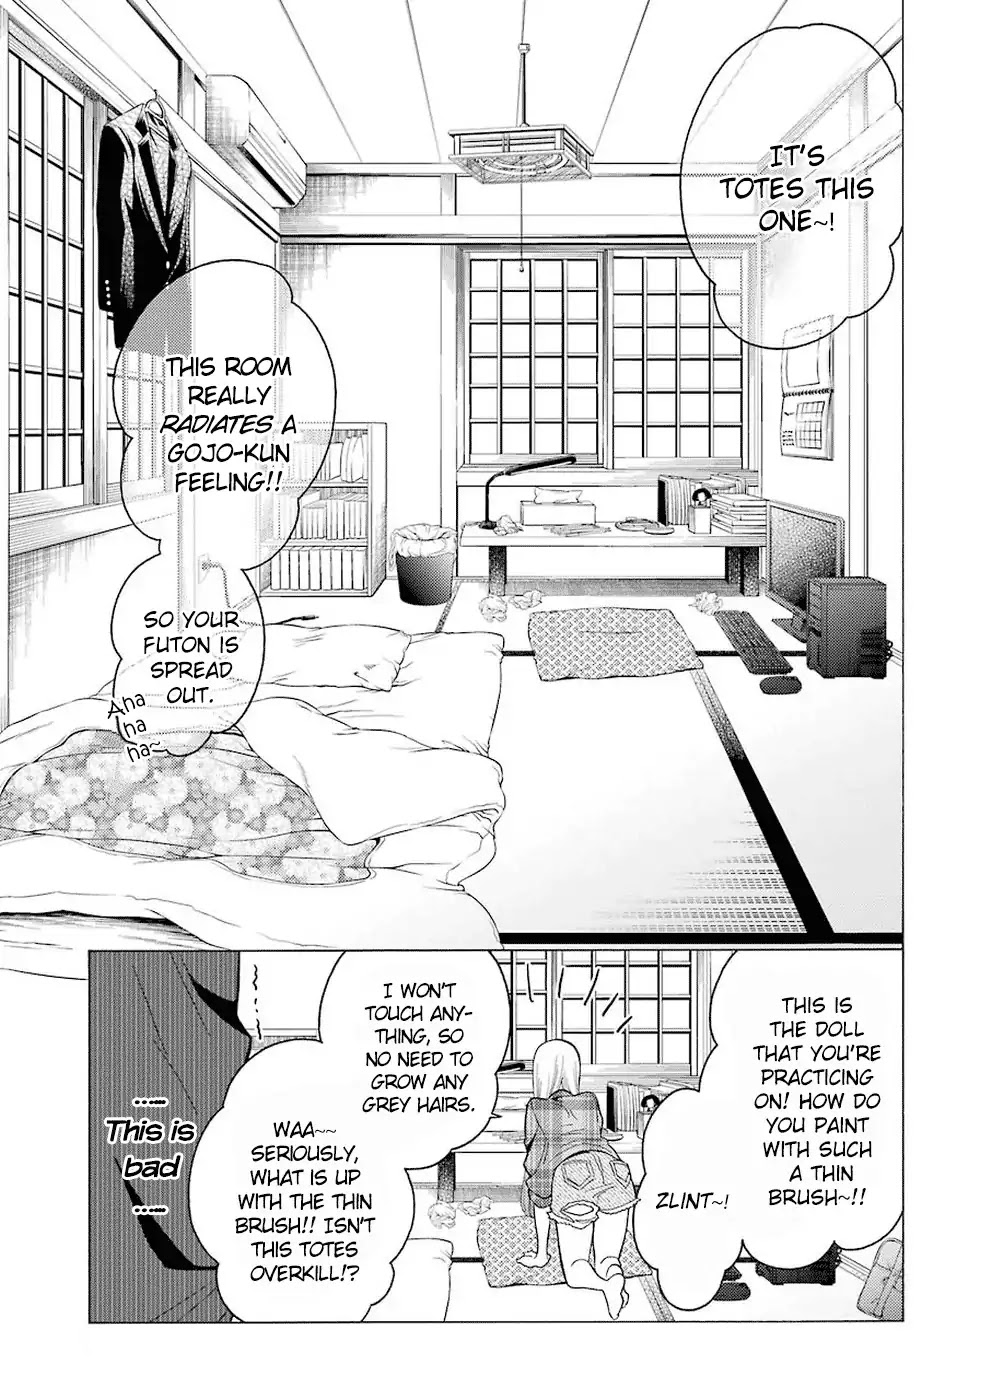 IT'S
TOTES THIS
ONE~!
THIS ROOM
REALLY
RADIATES A
GOJO-KUN
FEELING!!
SO YOUR
FUTON IS
SPREAD
OUT.
Aha
ha
ha~
THIS IS
THE DOLL
THAT YOU'RE
PRACTICING
ON! HOW DO
YOU PAINT
WITH SUCH
A THIN
BRUSH~!!
ZLINT~!
I WON'T
TOUCH ANY-
THING, SO
NO NEED TO
GROW ANY
GREY HAIRS.
WAA~~
SERIOUSLY,
WHAT IS UP
WITH THE THIN
BRUSH!! ISN'T
THIS TOTES
OVERKILL!?
......
This is
bad
......